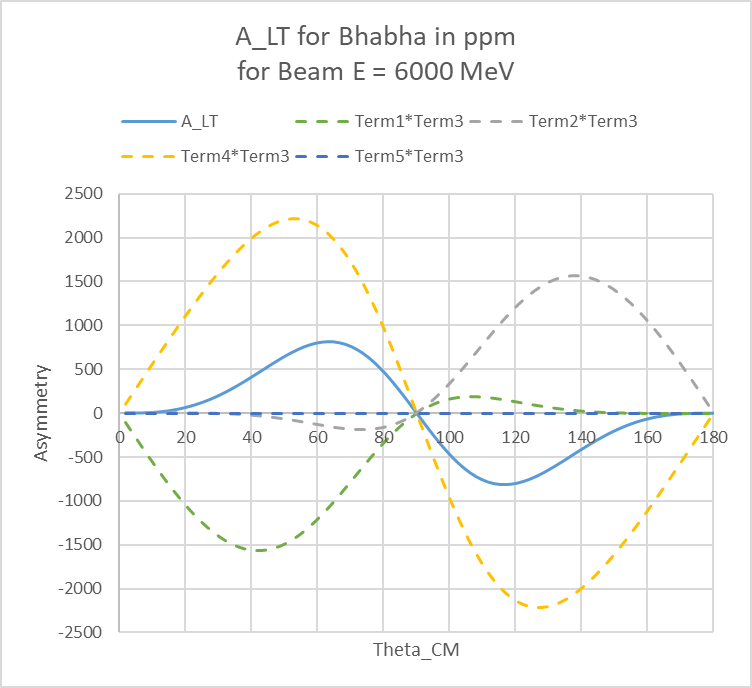 A_LT for Bhabha in ppm
for Beam E = 6000 MeV
A_LT Term1*Term3 Term2*Term3
Term4*Term3 Term5*Term3
2500
2000
1500
1000
500
0
-500
-1000
-1500
-2000
-2500
0 20 40 60 80 100 120 140 160 180
Asymmetry
Theta_CM